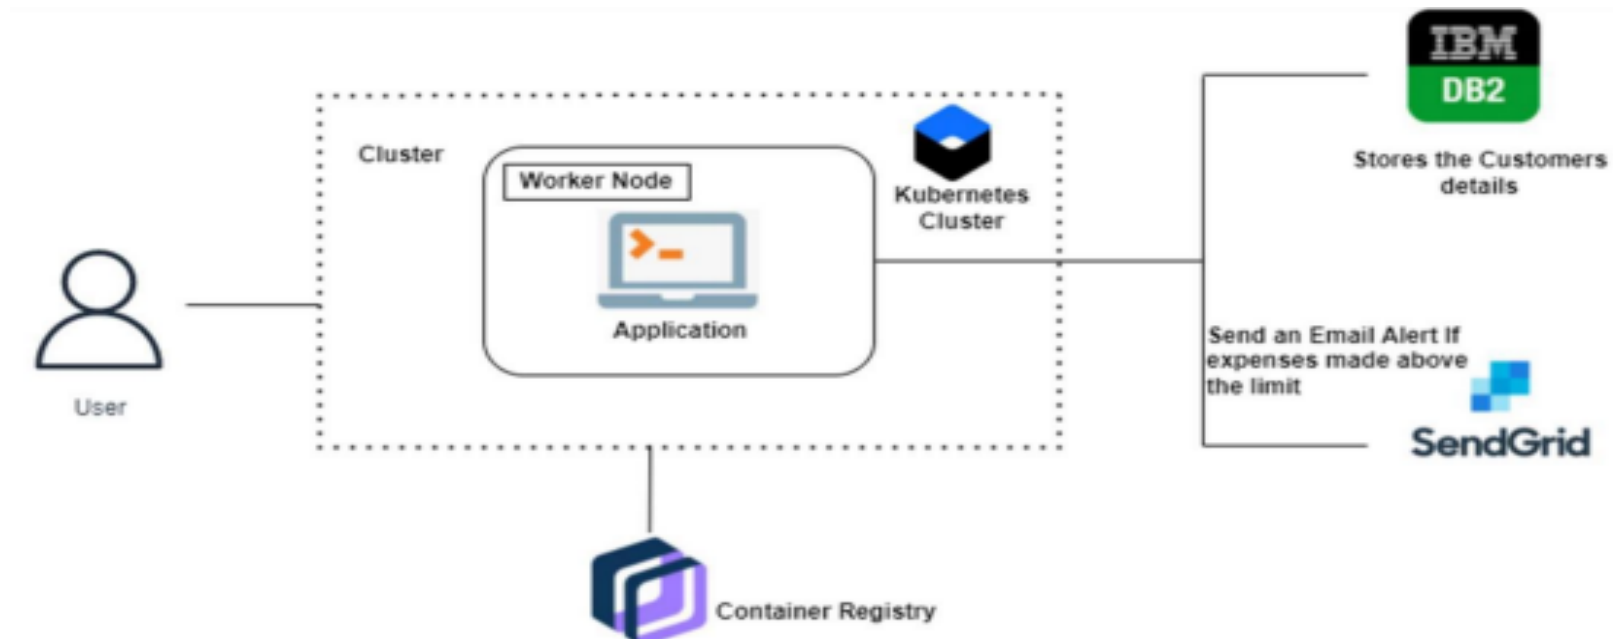 IBM
DB2
Stores the Customers
details
Cluster
Worker Node
Kubernetes
Cluster
Application
User
Send an Email Alert If
expenses made above
the limit
SendGrid
Container Registry